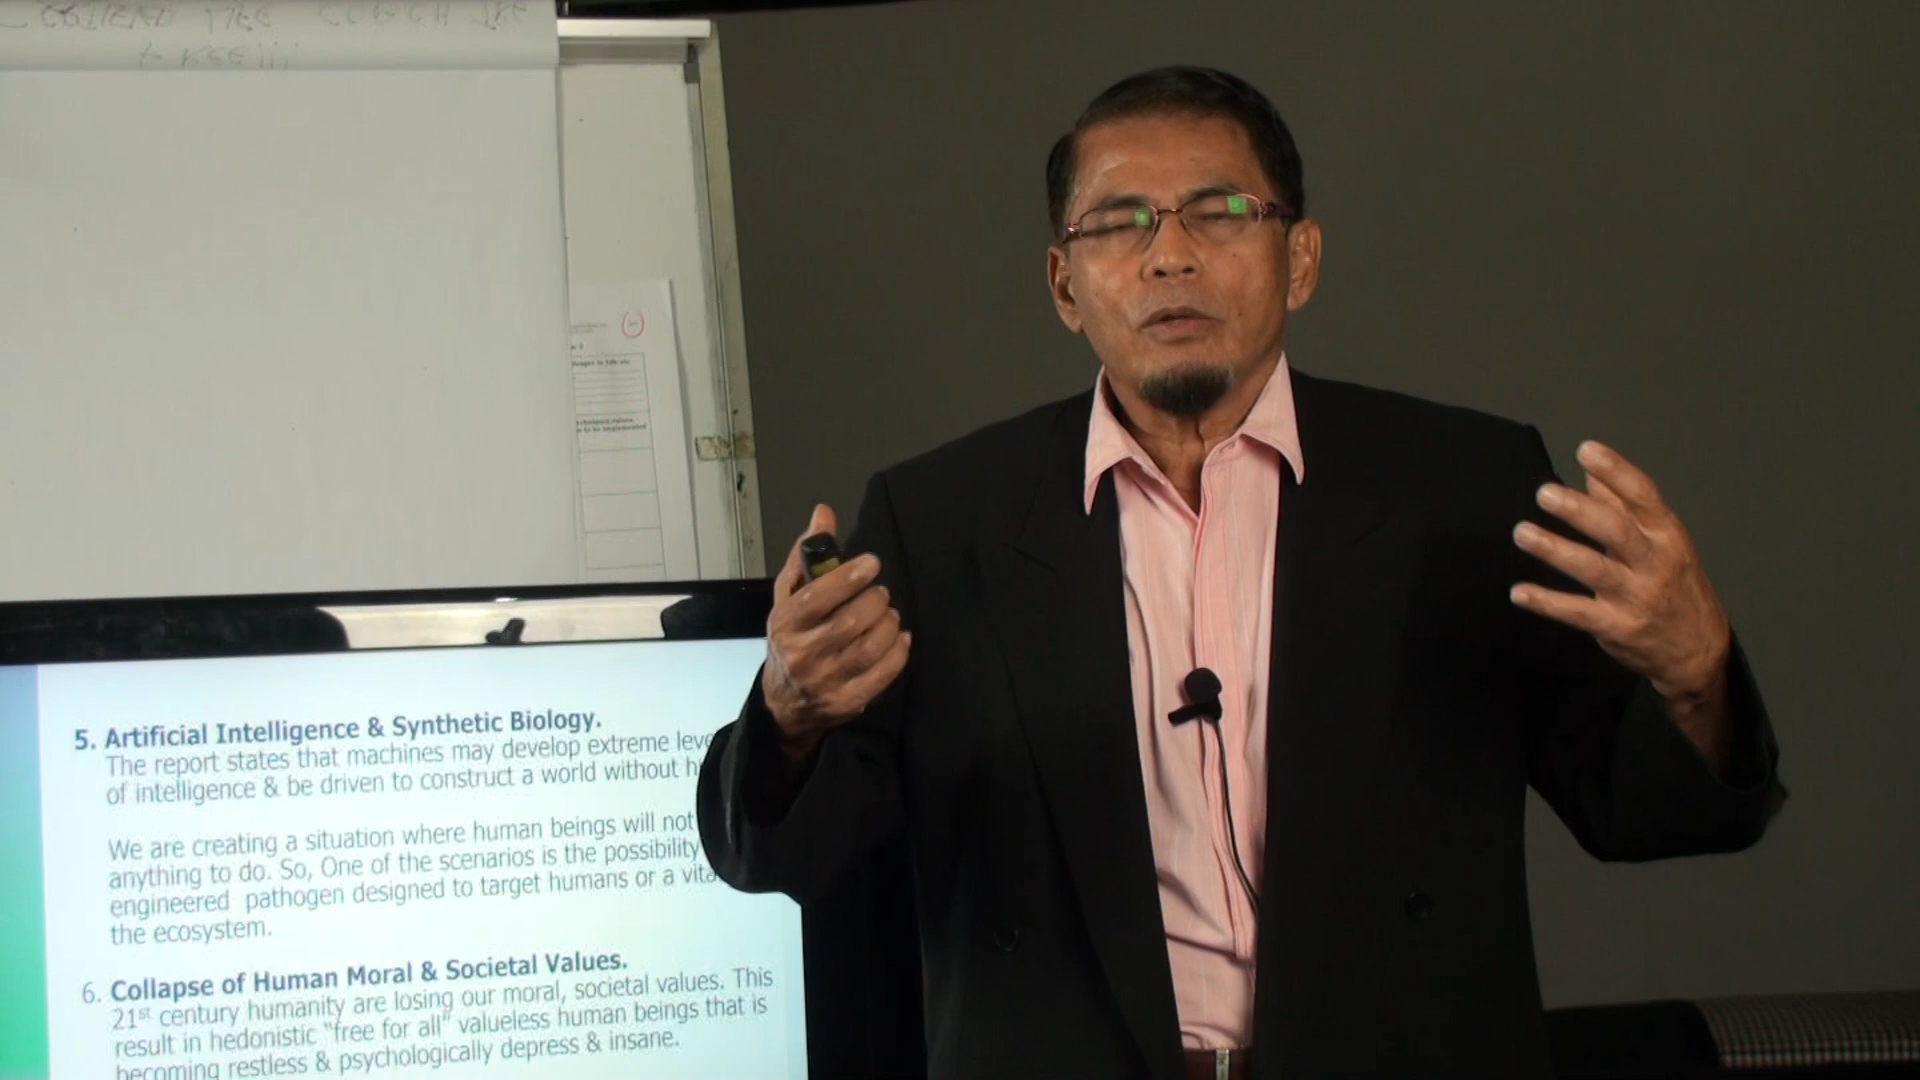 5. Artificial Intelligence & Synthetic Biology.
The report states that machines may develop extreme
of intelligence & be driven to construct a world without
We are creating a situation where human beings will not
anything to do. So, One of the scenarios is the possibility
engineered pathogen designed to target humans or a
the ecosystem.
6. Collapse of Human Moral & Societal Values.
21st century humanity are losing our moral, societal values. This
result in hedonistic "free for all" valueless human beings that is
becoming restless & psychologically depress & insane.